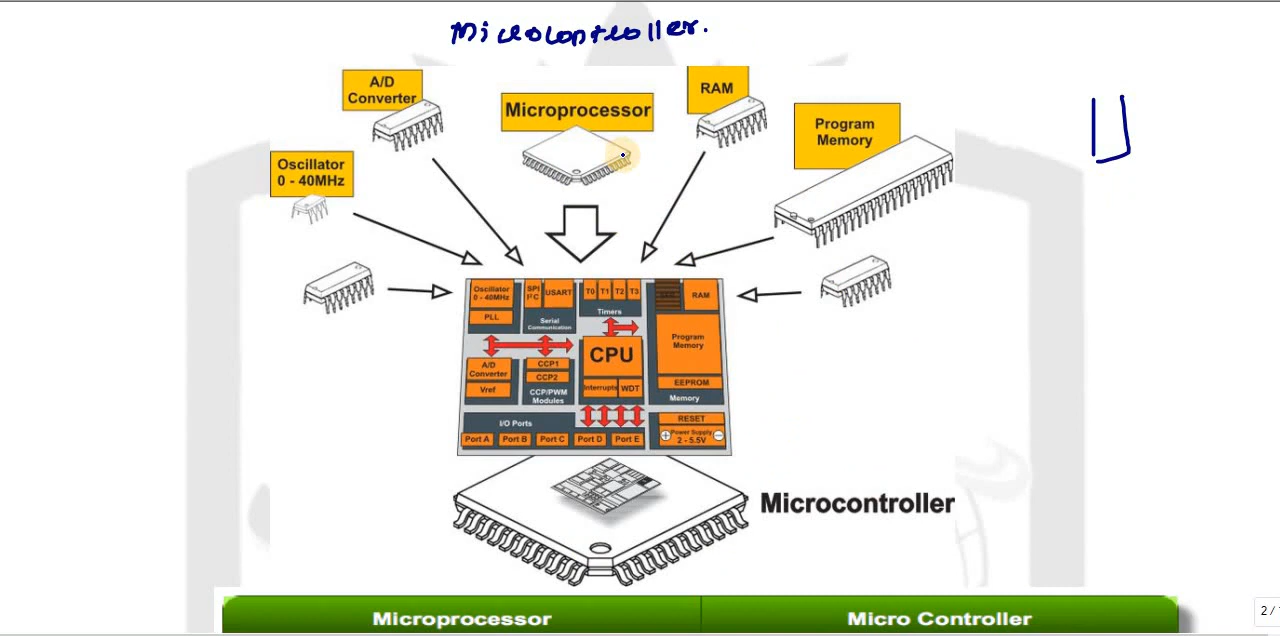 Microcontroller.
A/D
Converter
Microprocessor
RAM
Program
Memory
Oscillator
0 - 40MHz
Oscillator
0 - 40MHz
PLL
SPI
I²C
USART
Serial
Communication
T0 T1 T2 T3
Timers
RAM
Program
Memory
EEPROM
Memory
A/D
Converter
Vref
CCP1
CCP2
CCP/PWM
Modules
CPU
Interrupts
WDT
I/O Ports
Port A Port B Port C Port D Port E
RESET
Power Supply
2 - 5.5V
Microcontroller
Microprocessor Micro Controller
2 /